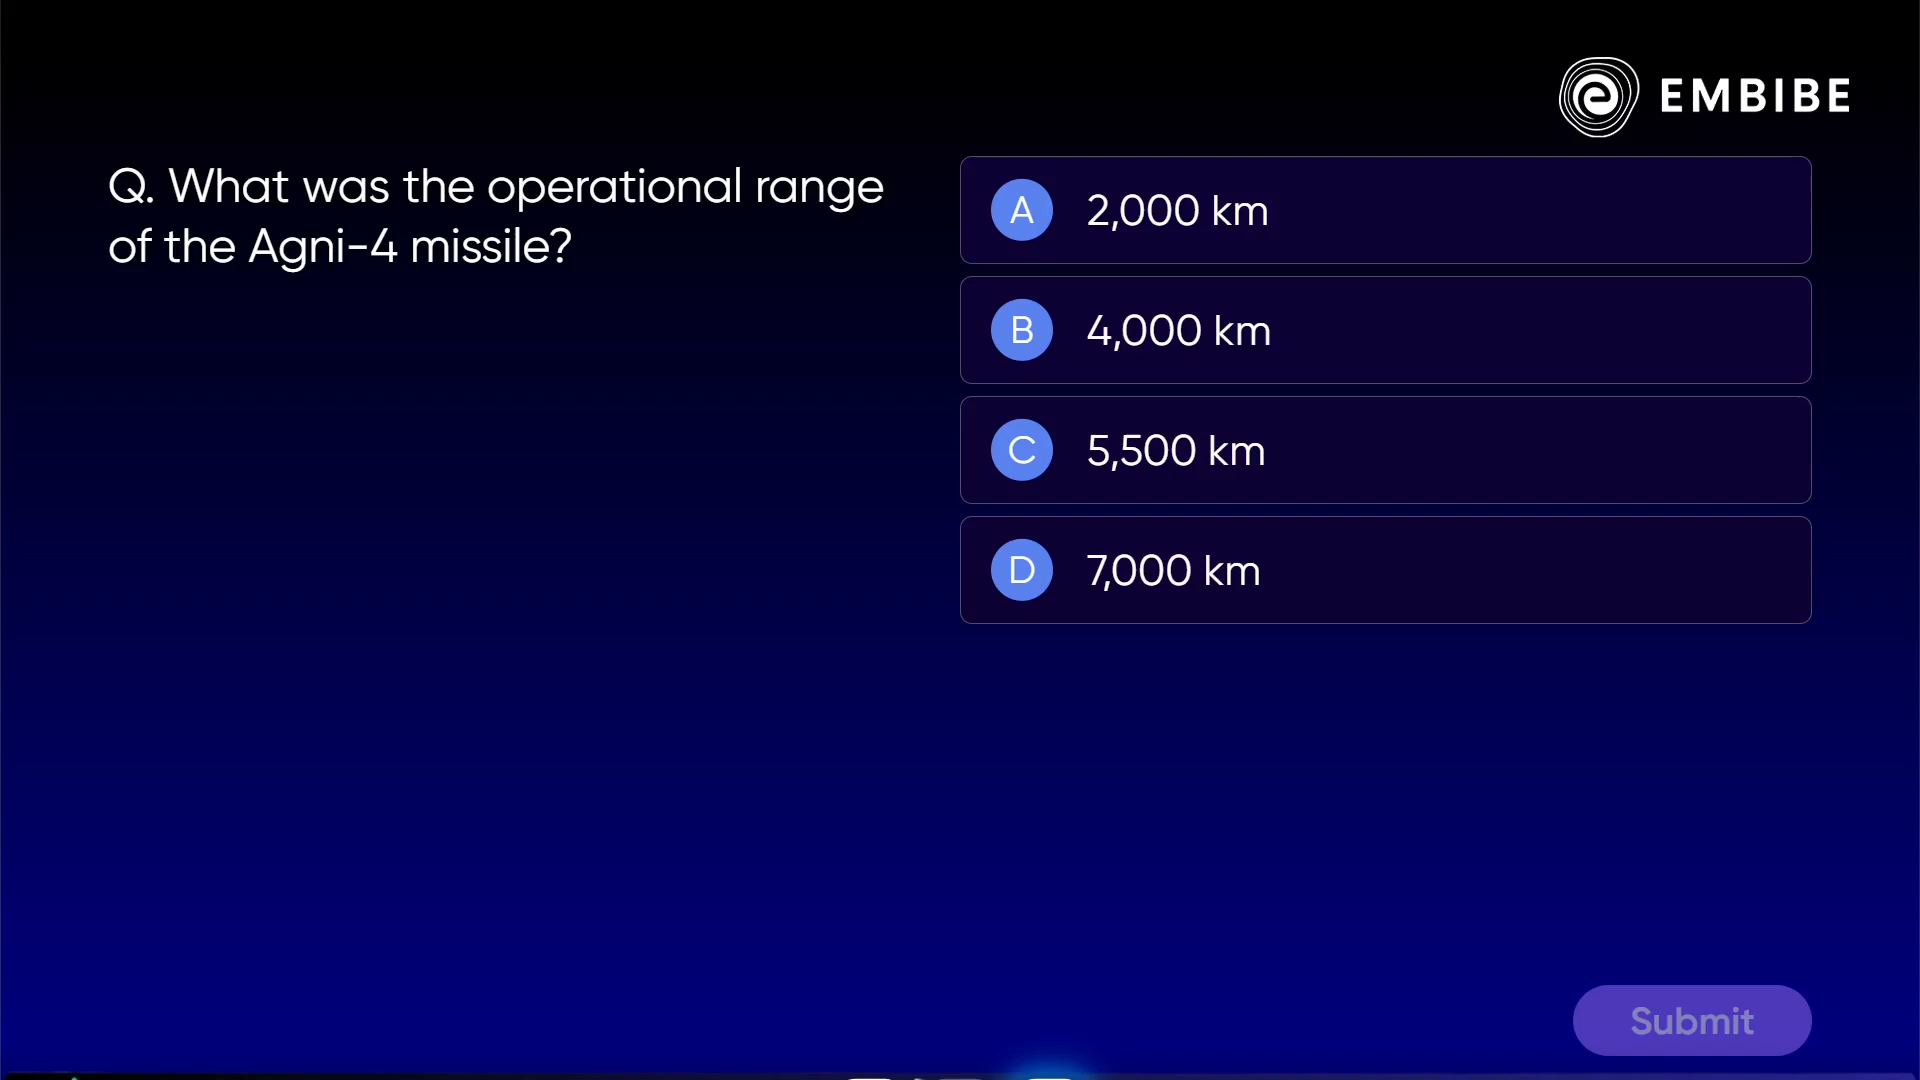 EMBIBE
Q. What was the operational range
of the Agni-4 missile?
A 2,000 km
B 4,000 km
C 5,500 km
D 7,000 km
Submit